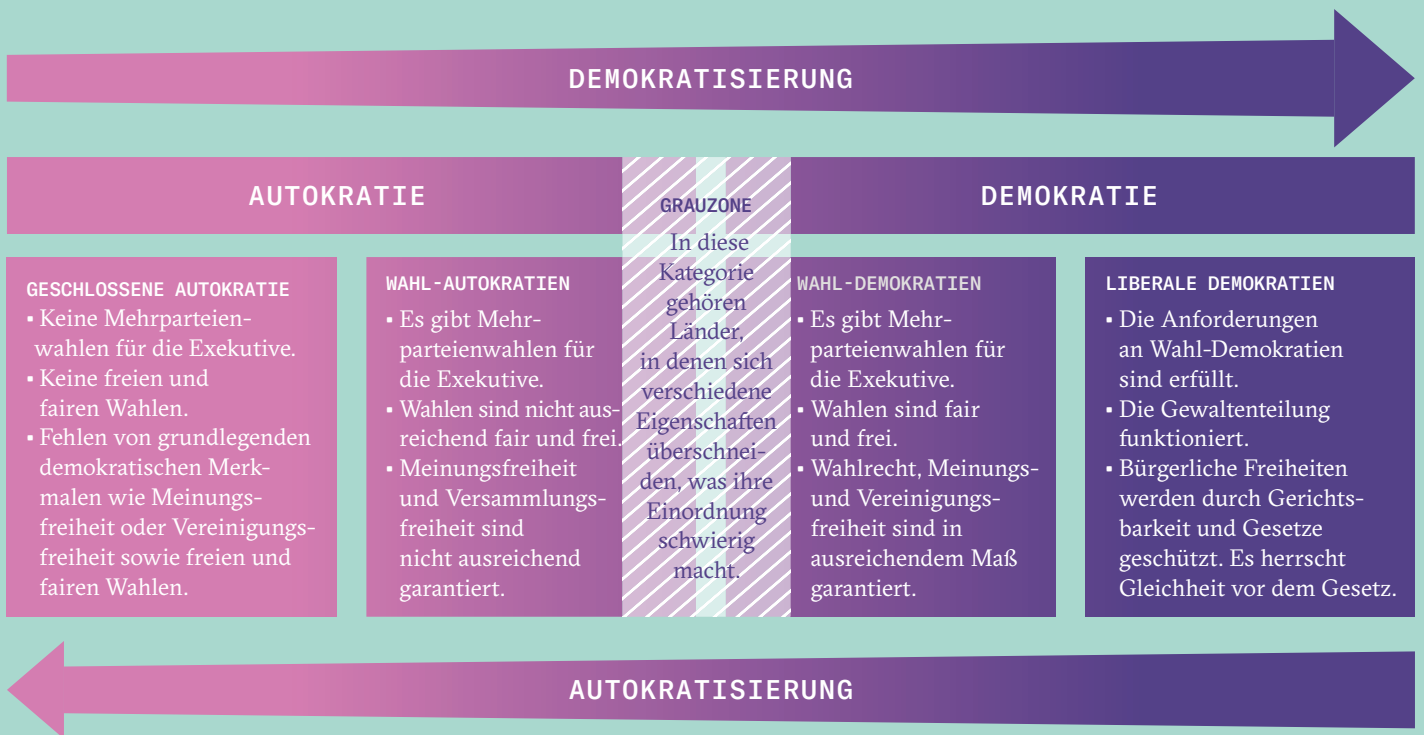 DEMOKRATISIERUNG
AUTOKRATIE
GRAUZONE
In diese
Kategorie
gehören
Länder,
in denen sich
verschiedene
Eigenschaften
überschnei-
den, was ihre
Einordnung
schwierig
macht.
DEMOKRATIE
GESCHLOSSENE AUTOKRATIE
▪ Keine Mehrparteien-
wahlen für die Exekutive.
▪ Keine freien und
fairen Wahlen.
▪ Fehlen von grundlegenden
demokratischen Merk-
malen wie Meinungs-
freiheit oder Vereinigungs-
freiheit sowie freien und
fairen Wahlen.
WAHL-AUTOKRATIEN
▪ Es gibt Mehr-
parteienwahlen für
die Exekutive.
▪ Wahlen sind nicht aus-
reichend fair und frei.
▪ Meinungsfreiheit
und Versammlungs-
freiheit sind
nicht ausreichend
garantiert.
WAHL-DEMOKRATIEN
▪ Es gibt Mehr-
parteienwahlen für
die Exekutive.
▪ Wahlen sind fair
und frei.
▪ Wahlrecht, Meinungs-
und Vereinigungs-
freiheit sind in
ausreichendem Maß
garantiert.
LIBERALE DEMOKRATIEN
▪ Die Anforderungen
an Wahl-Demokratien
sind erfüllt.
▪ Die Gewaltenteilung
funktioniert.
▪ Bürgerliche Freiheiten
werden durch Gerichts-
barkeit und Gesetze
geschützt. Es herrscht
Gleichheit vor dem Gesetz.
AUTOKRATISIERUNG